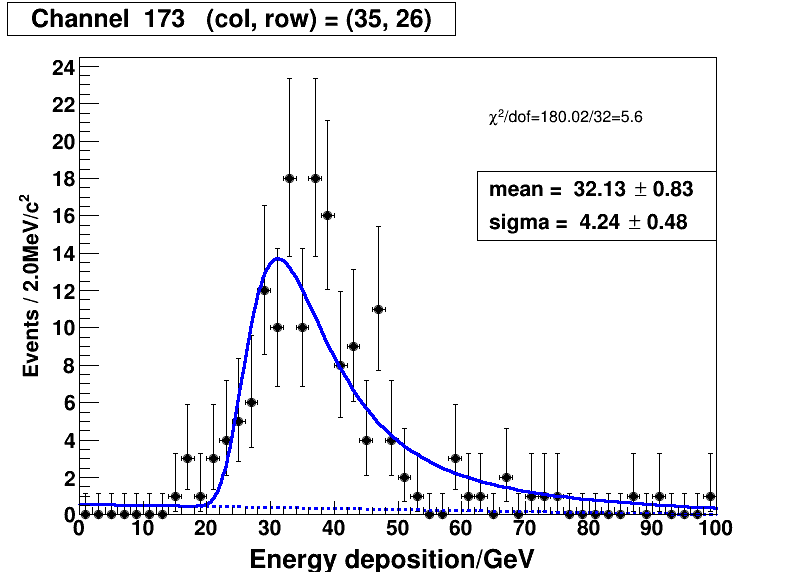 Channel 173 (col, row) = (35, 26)
χ²/dof=180.02/32=5.6
mean = 32.13 ± 0.83
sigma = 4.24 ± 0.48
Events / 2.0MeV/c²
24
22
20
18
16
14
12
10
8
6
4
2
0
0 10 20 30 40 50 60 70 80 90 100
Energy deposition/GeV